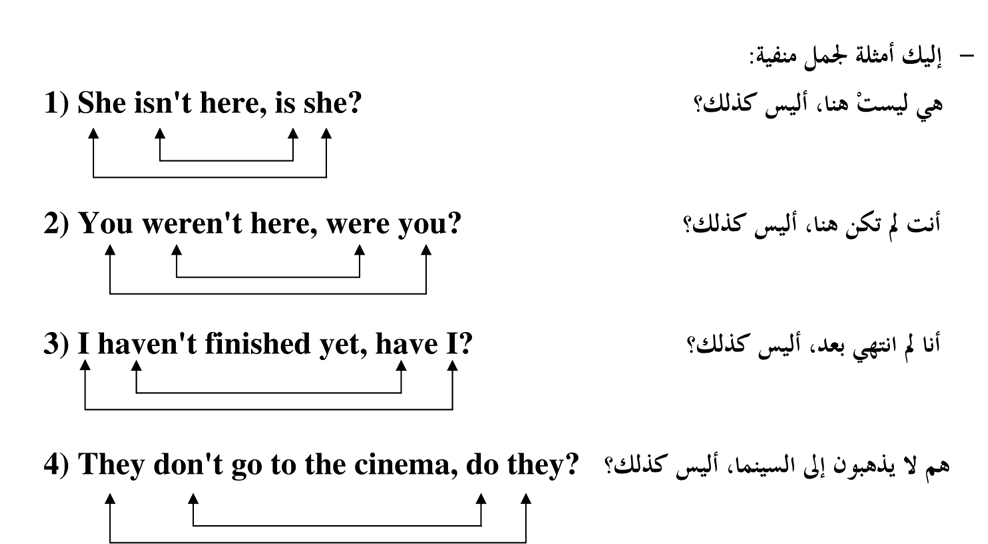 – إليك أمثلة لجمل منفية:
1) She isn't here, is she? هي ليستْ هنا، أليس كذلك؟
2) You weren't here, were you? أنت لم تكن هنا، أليس كذلك؟
3) I haven't finished yet, have I? أنا لم انتهي بعد، أليس كذلك؟
4) They don't go to the cinema, do they? هم لا يذهبون إلى السينما، أليس كذلك؟